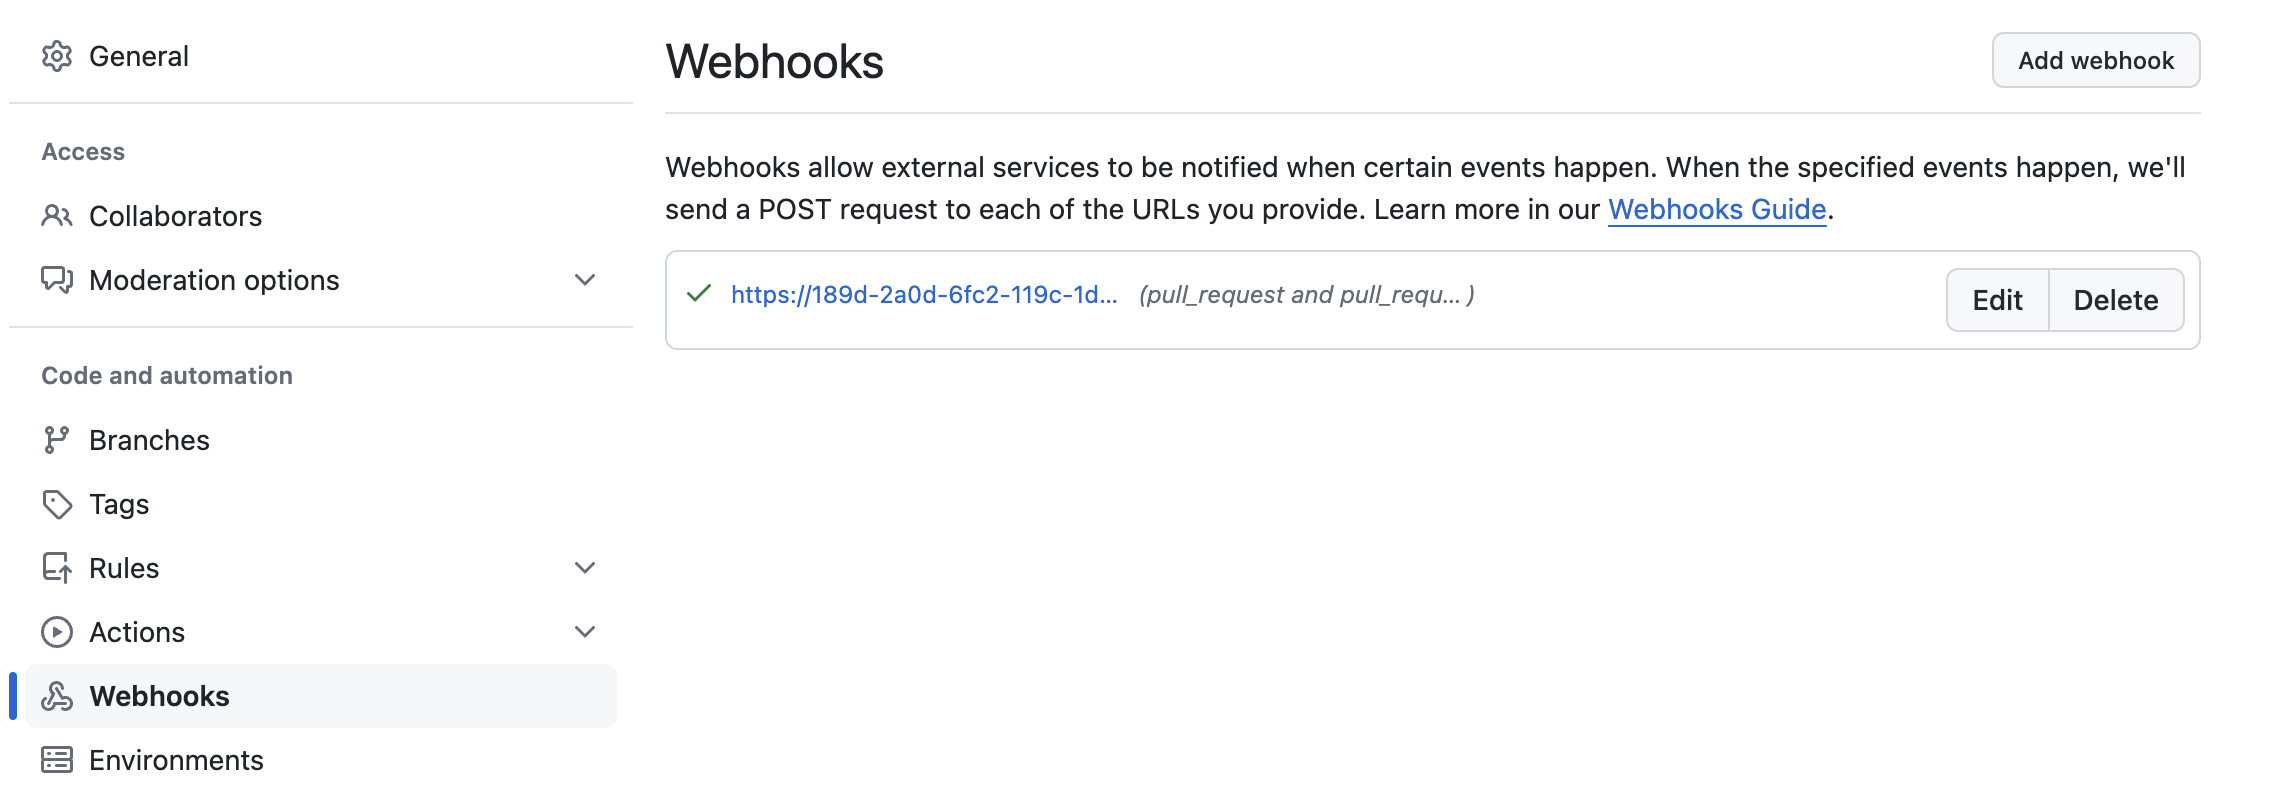 General
Access
Collaborators
Moderation options
Code and automation
Branches
Tags
Rules
Actions
Webhooks
Environments
Webhooks
Add webhook
Webhooks allow external services to be notified when certain events happen. When the specified events happen, we'll
send a POST request to each of the URLs you provide. Learn more in our Webhooks Guide.
https://189d-2a0d-6fc2-119c-1d... (pull_request and pull_requ... )
Edit
Delete